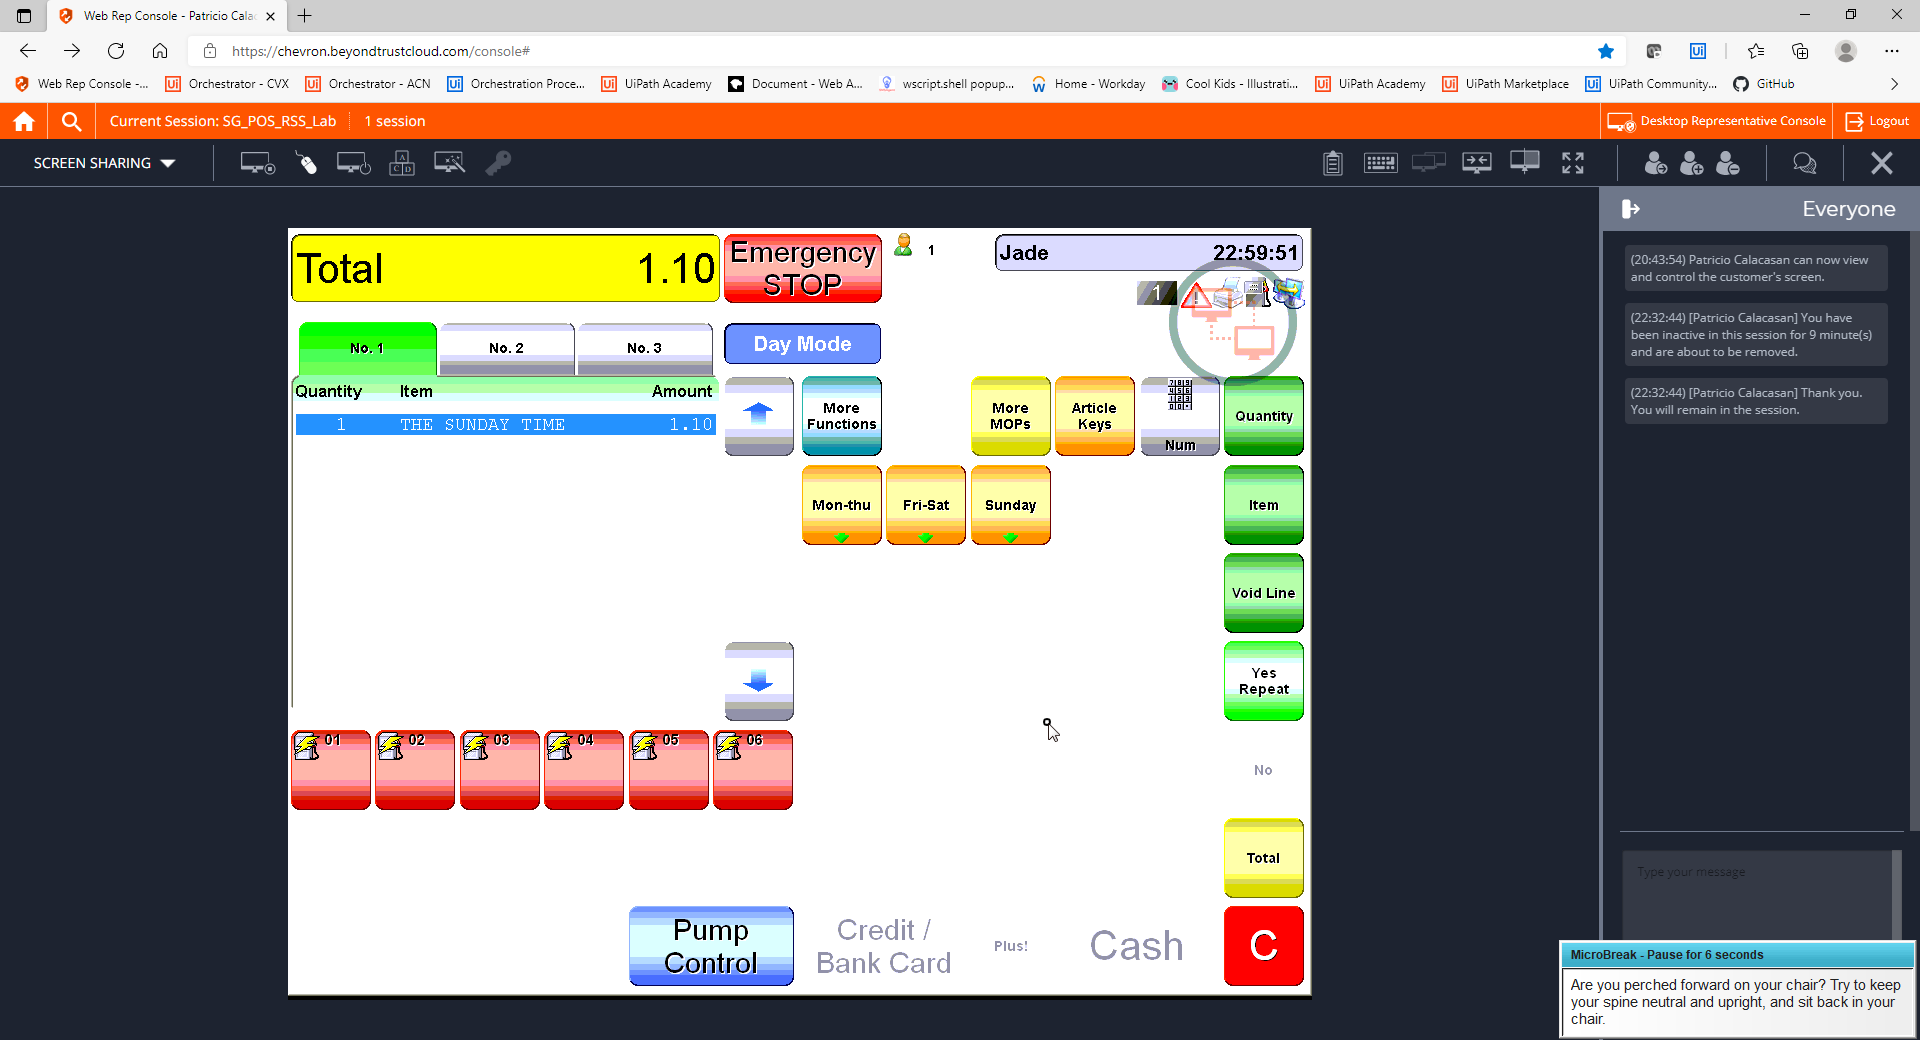 Web Rep Console - Patricio Cala
https://chevron.beyondtrustcloud.com/console#
Web Rep Console -...
Orchestrator - CVX
Orchestrator - ACN
Orchestration Proce...
UiPath Academy
Document - Web A...
wscript.shell popup...
Home - Workday
Cool Kids - Illustrati...
UiPath Academy
UiPath Marketplace
UiPath Community...
GitHub
Current Session: SG_POS_RSS_Lab
1 session
Desktop Representative Console
Logout
SCREEN SHARING
Everyone
(20:43:54) Patricio Calacasan can now view
and control the customer's screen.
(22:32:44) [Patricio Calacasan] You have
been inactive in this session for 9 minute(s)
and are about to be removed.
(22:32:44) [Patricio Calacasan] Thank you.
You will remain in the session.
Type your message
Total 1.10
Emergency
STOP
1
Jade 22:59:51
1
No. 1
No. 2
No. 3
Day Mode
Quantity Item Amount
1 THE SUNDAY TIME 1.10
More
Functions
More
MOPs
Article
Keys
Num
Quantity
Mon-thu
Fri-Sat
Sunday
Item
Void Line
Yes
Repeat
01
02
03
04
05
06
No
Total
Pump
Control
Credit /
Bank Card
Plus!
Cash
C
MicroBreak - Pause for 6 seconds
Are you perched forward on your chair? Try to keep
your spine neutral and upright, and sit back in your
chair.